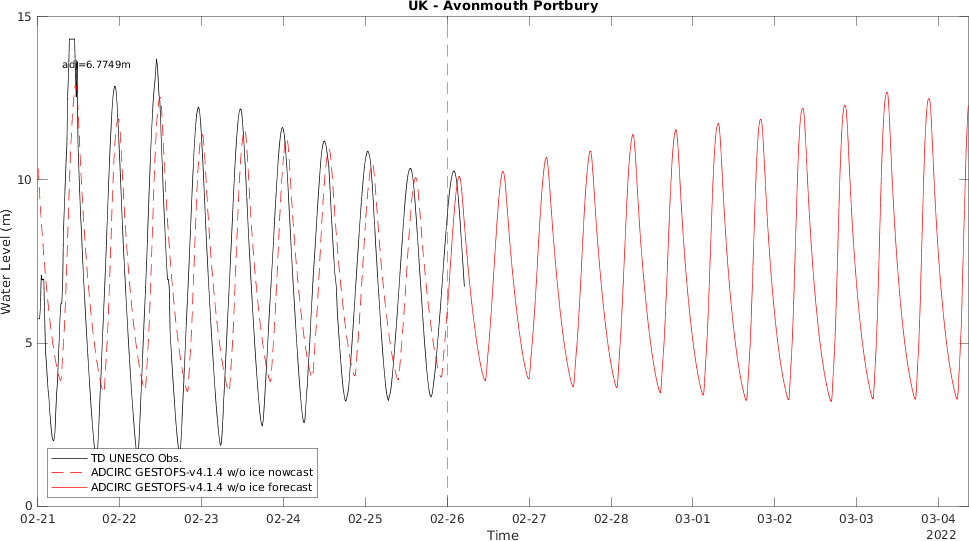 UK - Avonmouth Portbury
15
adj=6.7749m
10
Water Level (m)
5
TD UNESCO Obs.
ADCIRC GESTOFS-v4.1.4 w/o ice nowcast
ADCIRC GESTOFS-v4.1.4 w/o ice forecast
0
02-21 02-22 02-23 02-24 02-25 02-26 02-27 02-28 03-01 03-02 03-03 03-04
Time 2022